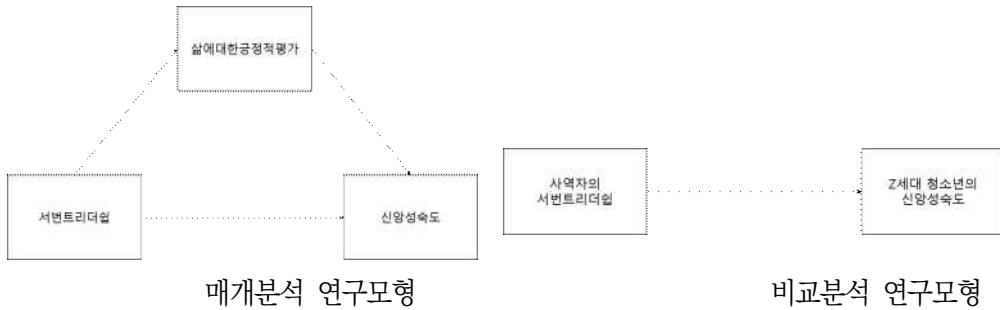 삶에대한긍정적평가
서번트리더쉽
신앙성숙도
매개분석 연구모형
사역자의
서번트리더쉽
Z세대 청소년의
신앙성숙도
비교분석 연구모형